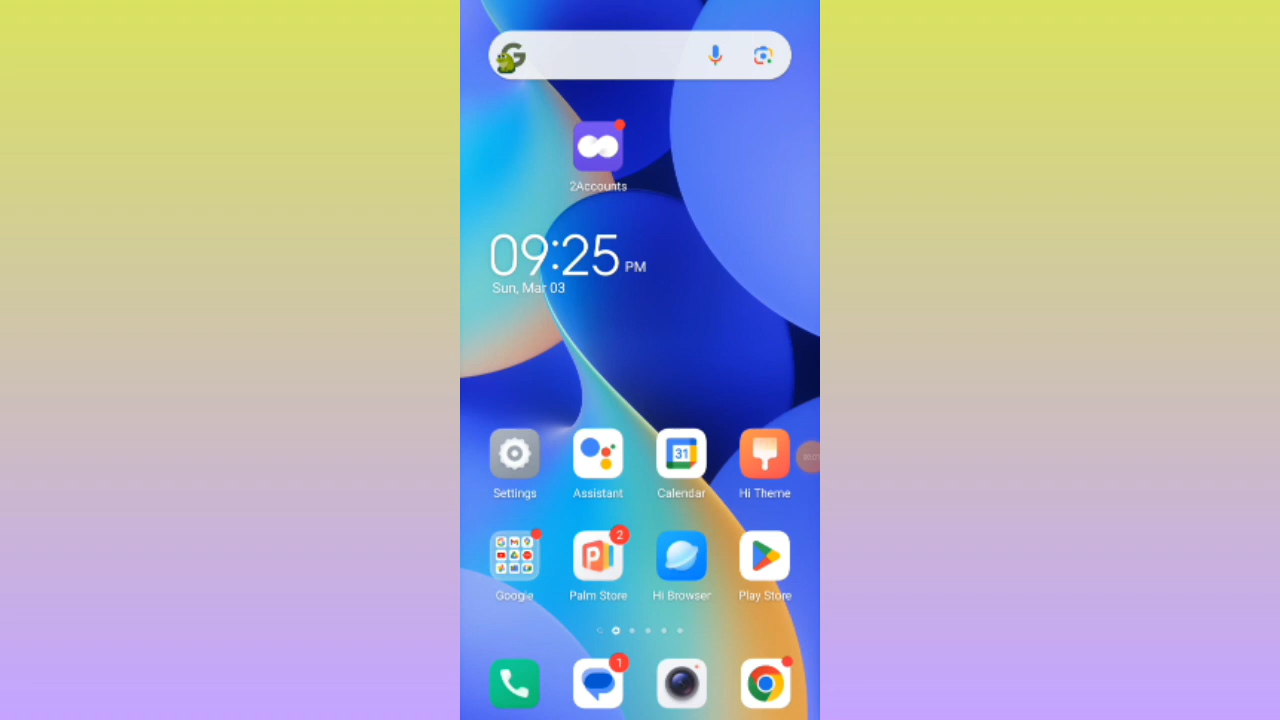 2Accounts
09:25 PM
Sun, Mar 03
Settings
Assistant
31
Calendar
Hi Theme
Google
2
Palm Store
Hi Browser
Play Store
1